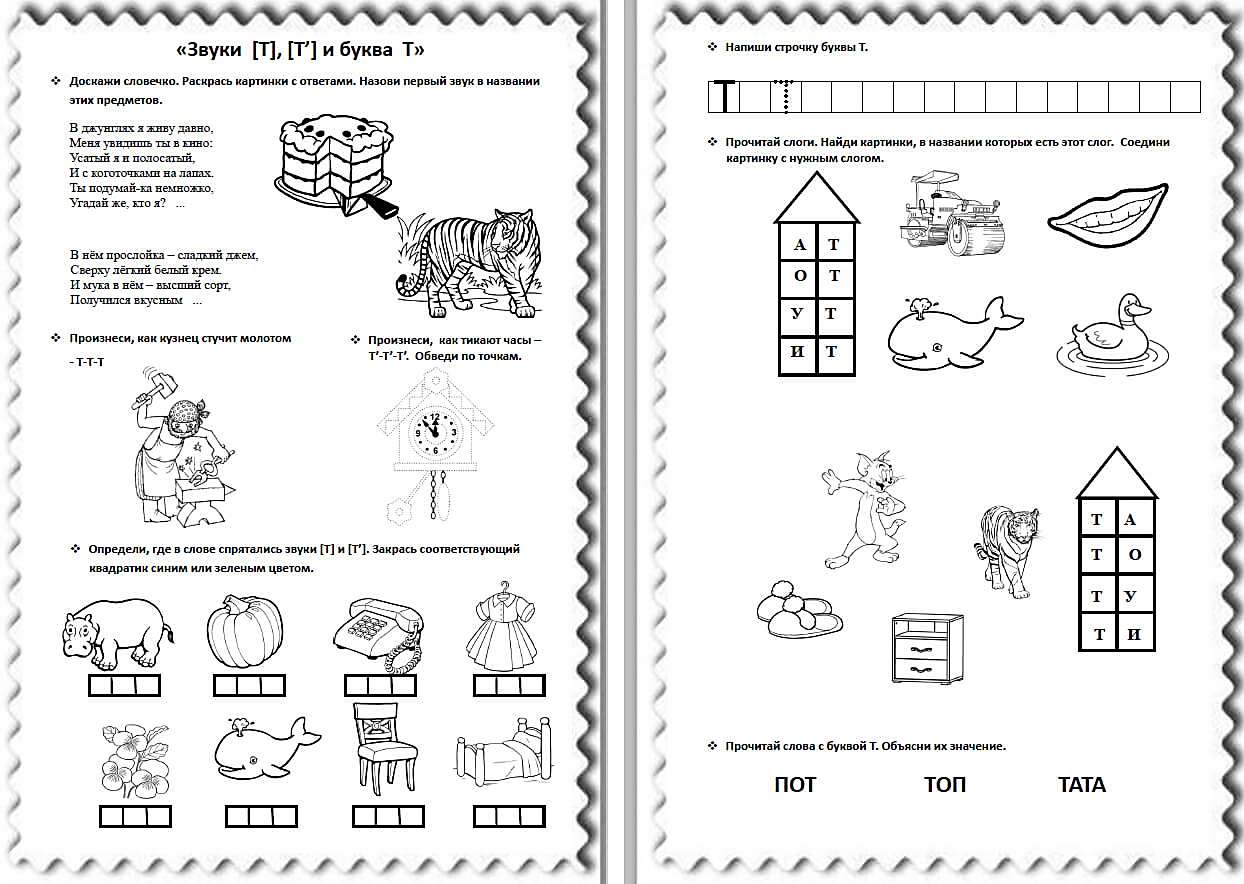 «Звуки [Т], [Т’] и буква Т»
❖ Доскажи словечко. Раскрась картинки с ответами. Назови первый звук в названии
этих предметов.
В джунглях я живу давно,
Меня увидишь ты в кино:
Усатый я и полосатый,
И с коготочками на лапах.
Ты подумай-ка немножко,
Угадай же, кто я? ...
В нём прослойка – сладкий джем,
Сверху лёгкий белый крем.
И мука в нём – высший сорт,
Получился вкусным ...
❖ Произнеси, как кузнец стучит молотом
- Т-Т-Т
❖ Произнеси, как тикают часы –
Т’-Т’-Т’. Обведи по точкам.
12
9 3
6
❖ Определи, где в слове спрятались звуки [Т] и [Т’]. Закрась соответствующий
квадратик синим или зеленым цветом.
❖ Напиши строчку буквы Т.
Т Т
❖ Прочитай слоги. Найди картинки, в названии которых есть этот слог. Соедини
картинку с нужным слогом.
А Т
О Т
У Т
И Т
Т А
Т О
Т У
Т И
❖ Прочитай слова с буквой Т. Объясни их значение.
ПОТ ТОП ТАТА